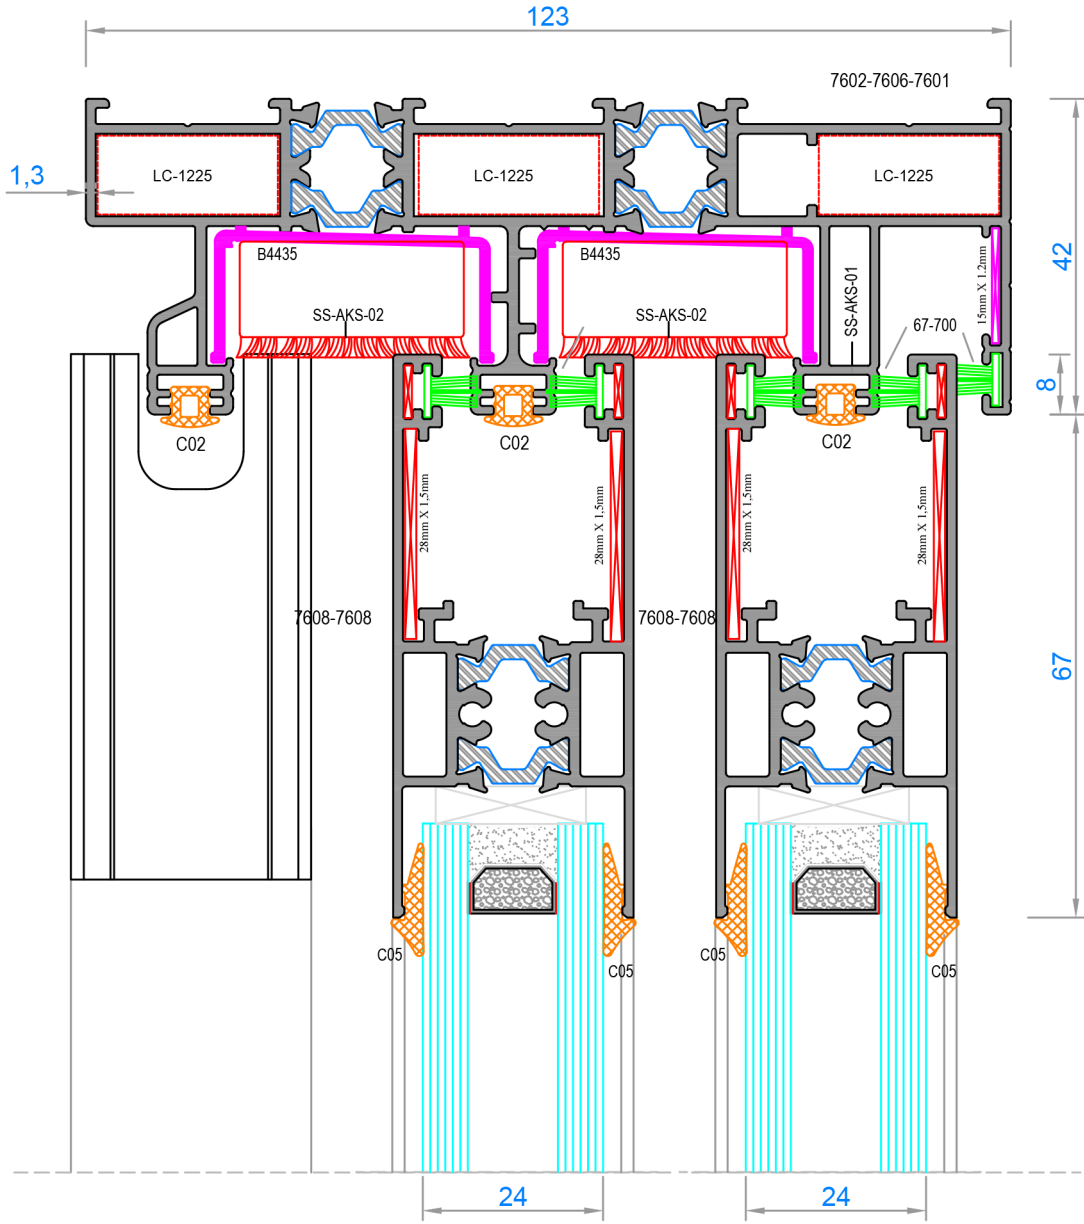 123
7602-7606-7601
1,3
LC-1225
LC-1225
LC-1225
B4435
B4435
15mm X 1.2mm
42
SS-AKS-02
SS-AKS-02
SS-AKS-01
67-700
8
C02
C02
C02
28mm X 1,5mm
28mm X 1,5mm
28mm X 1,5mm
28mm X 1,5mm
7608-7608
7608-7608
67
C05
C05
C05
C05
24
24